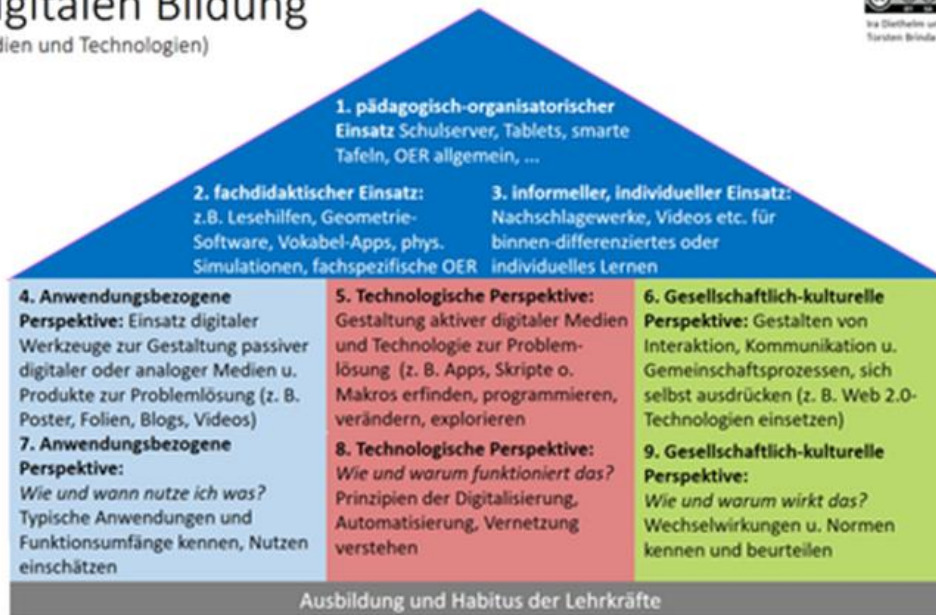 igitalen Bildung
dien und Technologien)
Ira Diethelm un
Torsten Brinda
1. pädagogisch-organisatorischer
Einsatz Schulserver, Tablets, smarte
Tafeln, OER allgemein, ...
2. fachdidaktischer Einsatz:
z.B. Lesehilfen, Geometrie-
Software, Vokabel-Apps, phys.
Simulationen, fachspezifische OER
3. informeller, individueller Einsatz:
Nachschlagewerke, Videos etc. für
binnen-differenziertes oder
individuelles Lernen
4. Anwendungsbezogene
Perspektive: Einsatz digitaler
Werkzeuge zur Gestaltung passiver
digitaler oder analoger Medien u.
Produkte zur Problemlösung (z. B.
Poster, Folien, Blogs, Videos)
5. Technologische Perspektive:
Gestaltung aktiver digitaler Medien
und Technologie zur Problem-
lösung (z. B. Apps, Skripte o.
Makros erfinden, programmieren,
verändern, explorieren
6. Gesellschaftlich-kulturelle
Perspektive: Gestalten von
Interaktion, Kommunikation u.
Gemeinschaftsprozessen, sich
selbst ausdrücken (z. B. Web 2.0-
Technologien einsetzen)
7. Anwendungsbezogene
Perspektive:
Wie und wann nutze ich was?
Typische Anwendungen und
Funktionsumfänge kennen, Nutzen
einschätzen
8. Technologische Perspektive:
Wie und warum funktioniert das?
Prinzipien der Digitalisierung,
Automatisierung, Vernetzung
verstehen
9. Gesellschaftlich-kulturelle
Perspektive:
Wie und warum wirkt das?
Wechselwirkungen u. Normen
kennen und beurteilen
Ausbildung und Habitus der Lehrkräfte